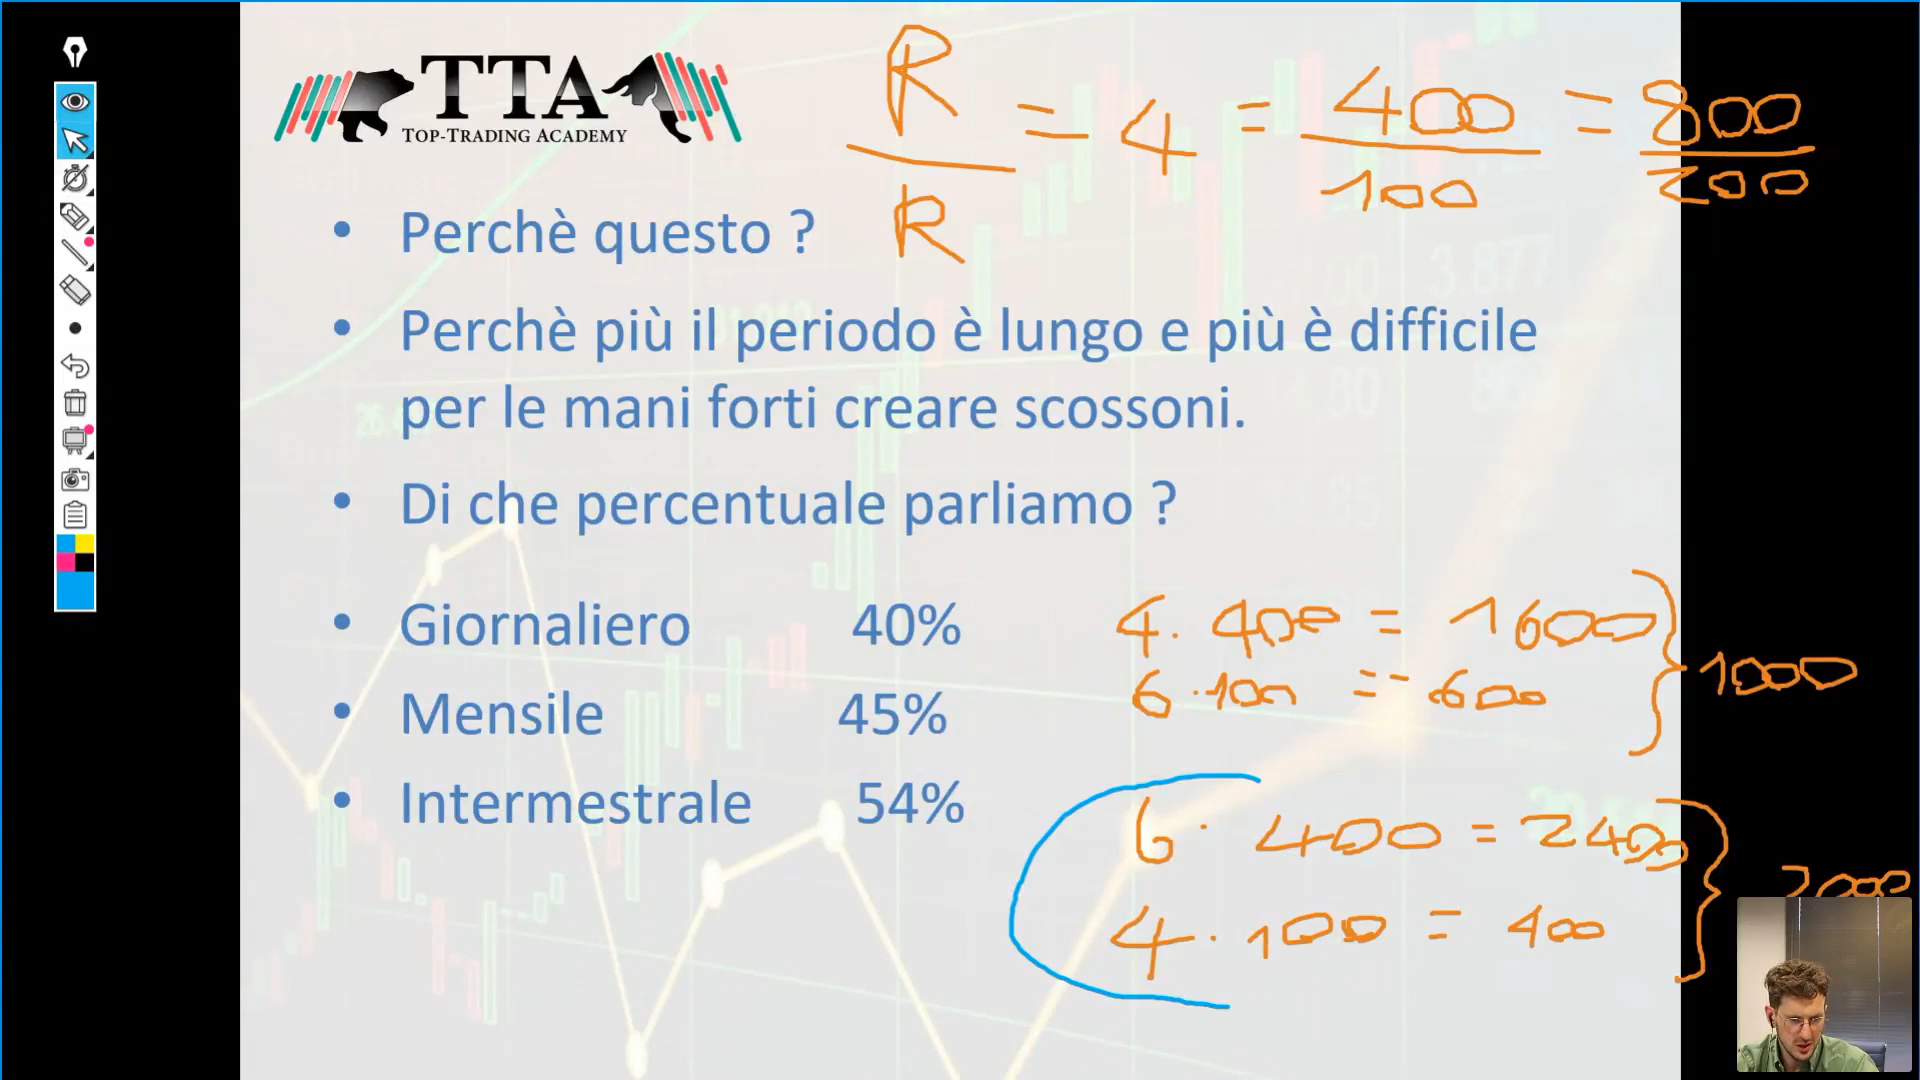 TTA
TOP-TRADING ACADEMY
R
R
= 4 = 400
100
= 800
200
• Perchè questo ?
• Perchè più il periodo è lungo e più è difficile
per le mani forti creare scossoni.
• Di che percentuale parliamo ?
• Giornaliero 40%
• Mensile 45%
• Intermestrale 54%
4 · 400 = 1600
6 · 100 = -600
1000
6 · 400 = 2400
4 · 100 = 400
2000